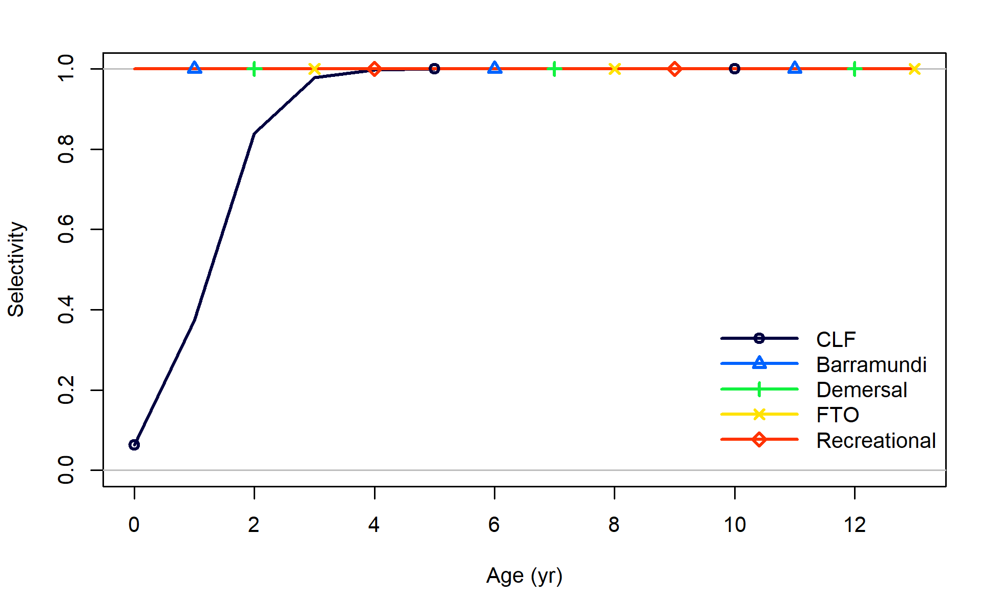 1.0
0.8
0.6
0.4
0.2
0.0
Selectivity
CLF
Barramundi
Demersal
FTO
Recreational
0 2 4 6 8 10 12
Age (yr)